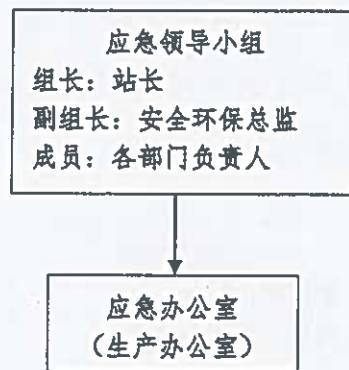 应急领导小组
组长：站长
副组长：安全环保总监
成员：各部门负责人
应急办公室
（生产办公室）